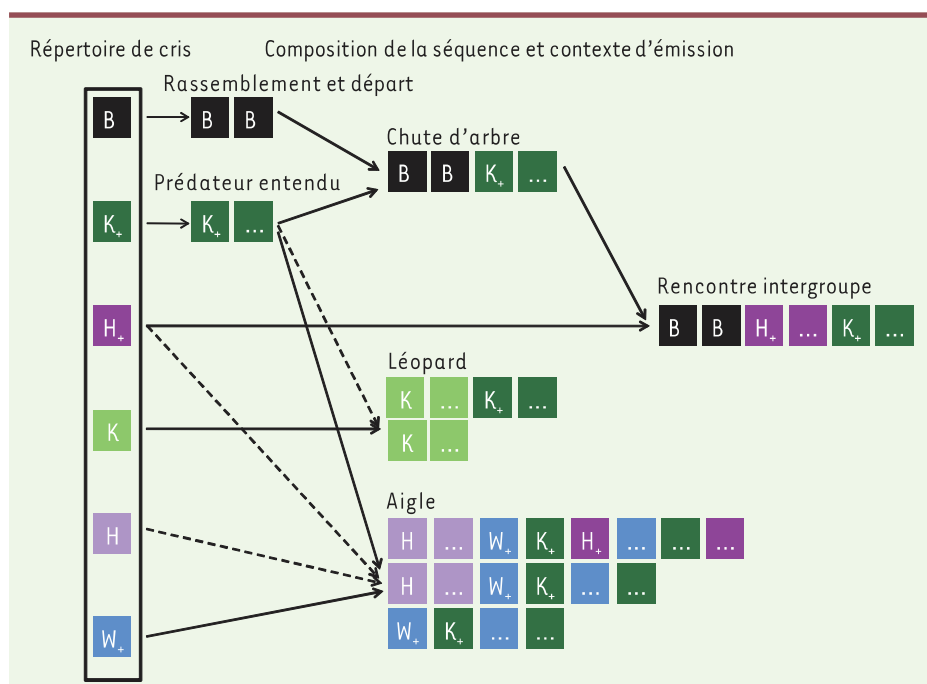 Répertoire de cris
Composition de la séquence et contexte d'émission
Rassemblement et départ
B
B B
Chute d'arbre
B B K+ ...
Prédateur entendu
K+
K+ ...
Rencontre intergroupe
B B H+ ... K+ ...
H+
Léopard
K ... K+ ...
K
K ...
Aigle
H
H ... W+ K+ H+ ... ... ...
H ... W+ K+ ... ...
W+
W+ K+ ... ...